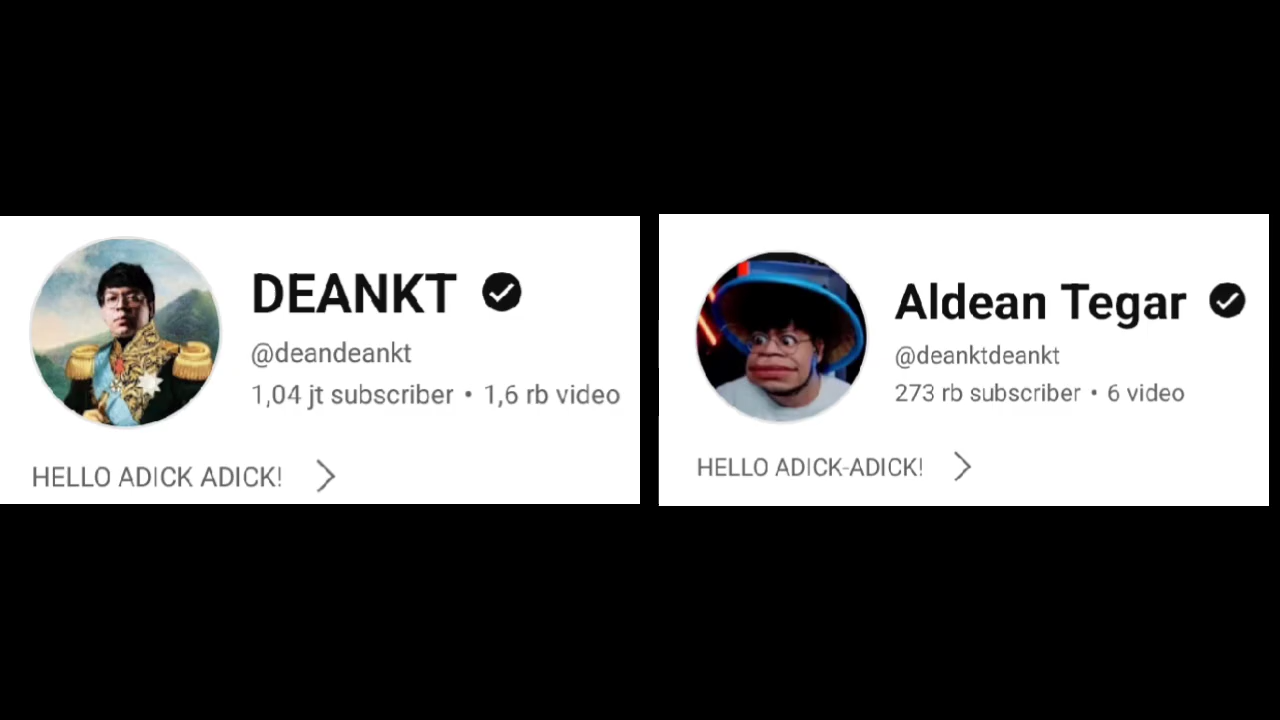 DEANKT
@deandeankt
1,04 jt subscriber • 1,6 rb video
HELLO ADICK ADICK!
Aldean Tegar
@deanktdeankt
273 rb subscriber • 6 video
HELLO ADICK-ADICK!